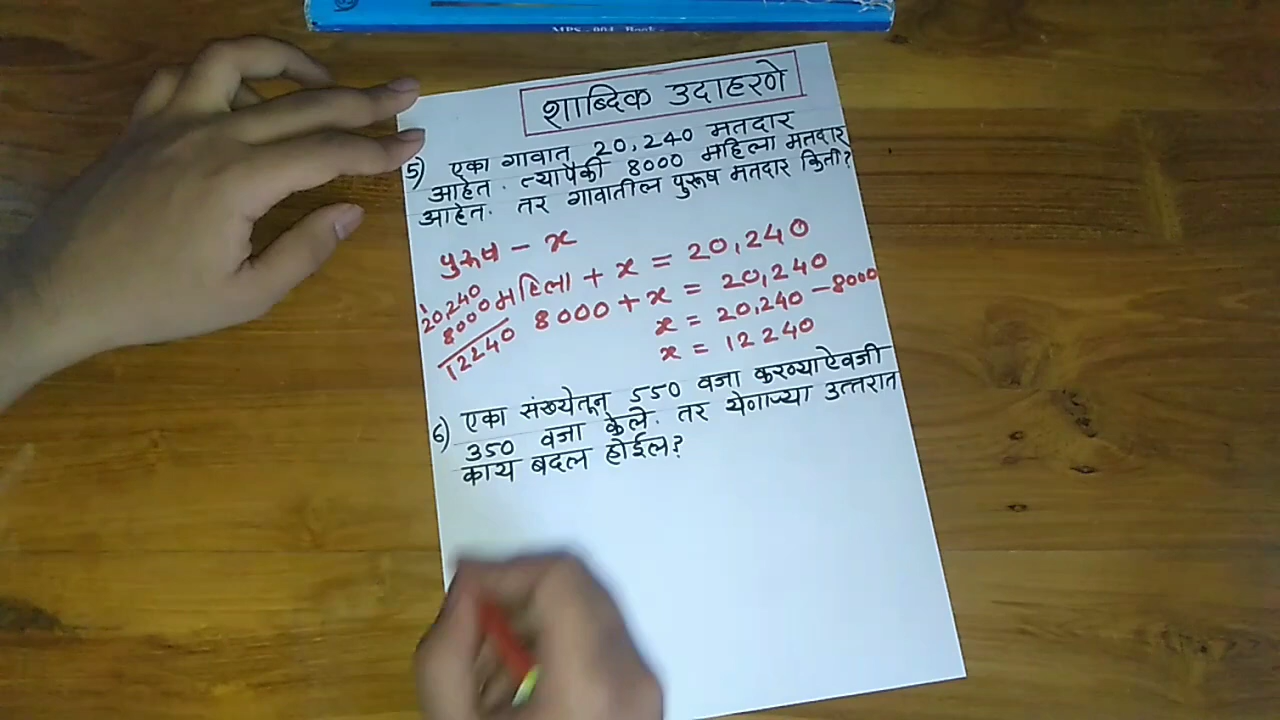 शाब्दिक उदाहरणे
5) एका गावात 20,240 मतदार
आहेत. त्यापैकी 8000 महिला मतदार
आहेत. तर गावातील पुरूष मतदार किती?
पुरूष - x
महिला + x = 20,240
8000 + x = 20,240
x = 20,240 - 8000
x = 12240
1
20,240
8000
12240
6) एका संख्येतून 550 वजा करण्याऐवजी
350 वजा केले. तर येणाऱ्या उत्तरात
काय बदल होईल?